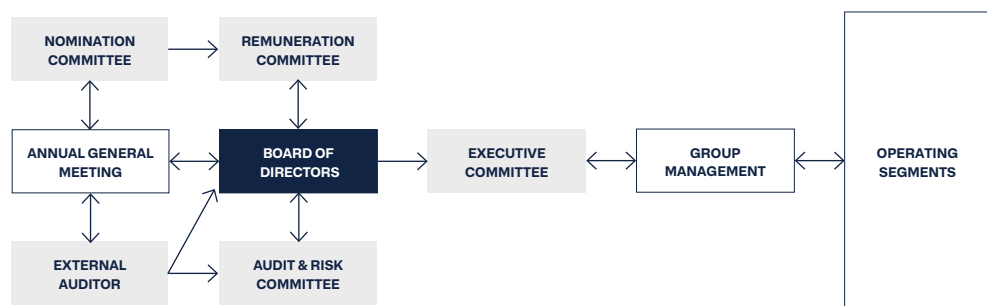 NOMINATION
COMMITTEE
REMUNERATION
COMMITTEE
ANNUAL GENERAL
MEETING
BOARD OF
DIRECTORS
EXECUTIVE
COMMITTEE
GROUP
MANAGEMENT
OPERATING
SEGMENTS
EXTERNAL
AUDITOR
AUDIT & RISK
COMMITTEE